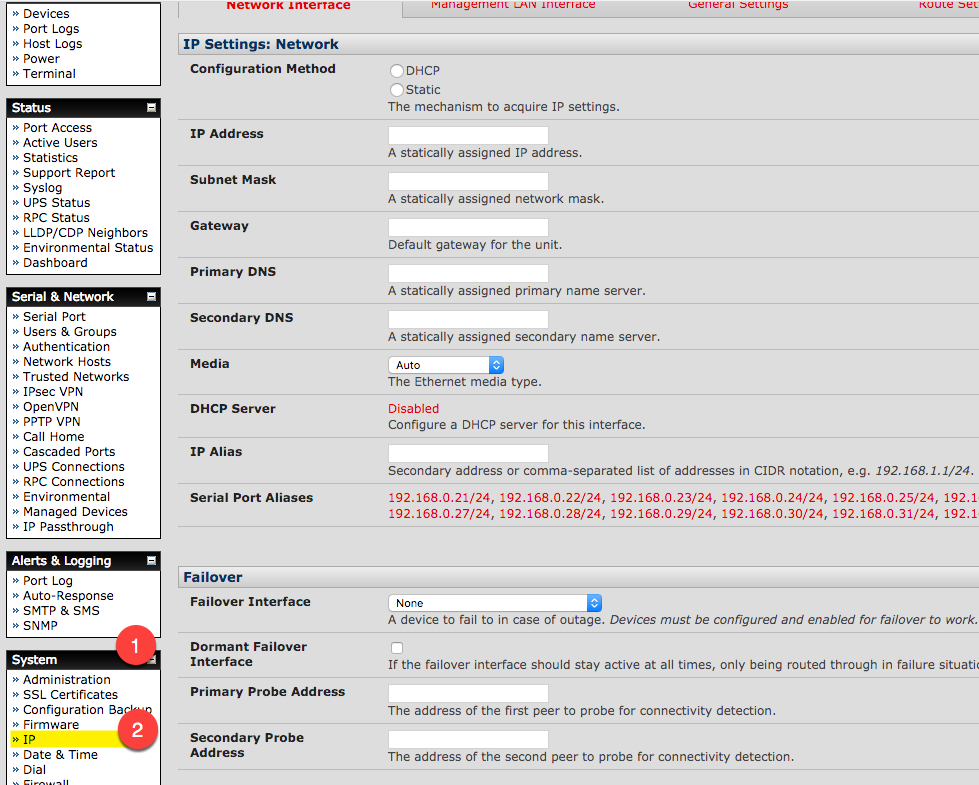 » Devices
» Port Logs
» Host Logs
» Power
» Terminal
Status
» Port Access
» Active Users
» Statistics
» Support Report
» Syslog
» UPS Status
» RPC Status
» LLDP/CDP Neighbors
» Environmental Status
» Dashboard
Serial & Network
» Serial Port
» Users & Groups
» Authentication
» Network Hosts
» Trusted Networks
» IPsec VPN
» OpenVPN
» PPTP VPN
» Call Home
» Cascaded Ports
» UPS Connections
» RPC Connections
» Environmental
» Managed Devices
» IP Passthrough
Alerts & Logging
» Port Log
» Auto-Response
» SMTP & SMS
» SNMP
1
System
» Administration
» SSL Certificates
» Configuration Backup
» Firmware
2
» IP
» Date & Time
» Dial
» Firewall
Network Interface Management LAN Interface General Settings Route Set
IP Settings: Network
Configuration Method
DHCP
Static
The mechanism to acquire IP settings.
IP Address
A statically assigned IP address.
Subnet Mask
A statically assigned network mask.
Gateway
Default gateway for the unit.
Primary DNS
A statically assigned primary name server.
Secondary DNS
A statically assigned secondary name server.
Media
Auto
The Ethernet media type.
DHCP Server
Disabled
Configure a DHCP server for this interface.
IP Alias
Secondary address or comma-separated list of addresses in CIDR notation, e.g. 192.168.1.1/24.
Serial Port Aliases
192.168.0.21/24, 192.168.0.22/24, 192.168.0.23/24, 192.168.0.24/24, 192.168.0.25/24, 192.1
192.168.0.27/24, 192.168.0.28/24, 192.168.0.29/24, 192.168.0.30/24, 192.168.0.31/24, 192.1
Failover
Failover Interface
None
A device to fail to in case of outage. Devices must be configured and enabled for failover to work.
Dormant Failover
Interface
If the failover interface should stay active at all times, only being routed through in failure situati
Primary Probe Address
The address of the first peer to probe for connectivity detection.
Secondary Probe
Address
The address of the second peer to probe for connectivity detection.